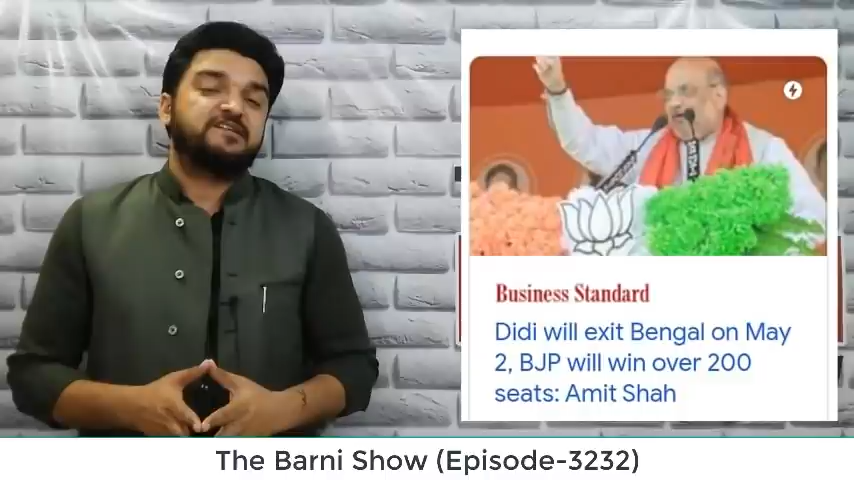 Business Standard
Didi will exit Bengal on May
2, BJP will win over 200
seats: Amit Shah
The Barni Show (Episode-3232)